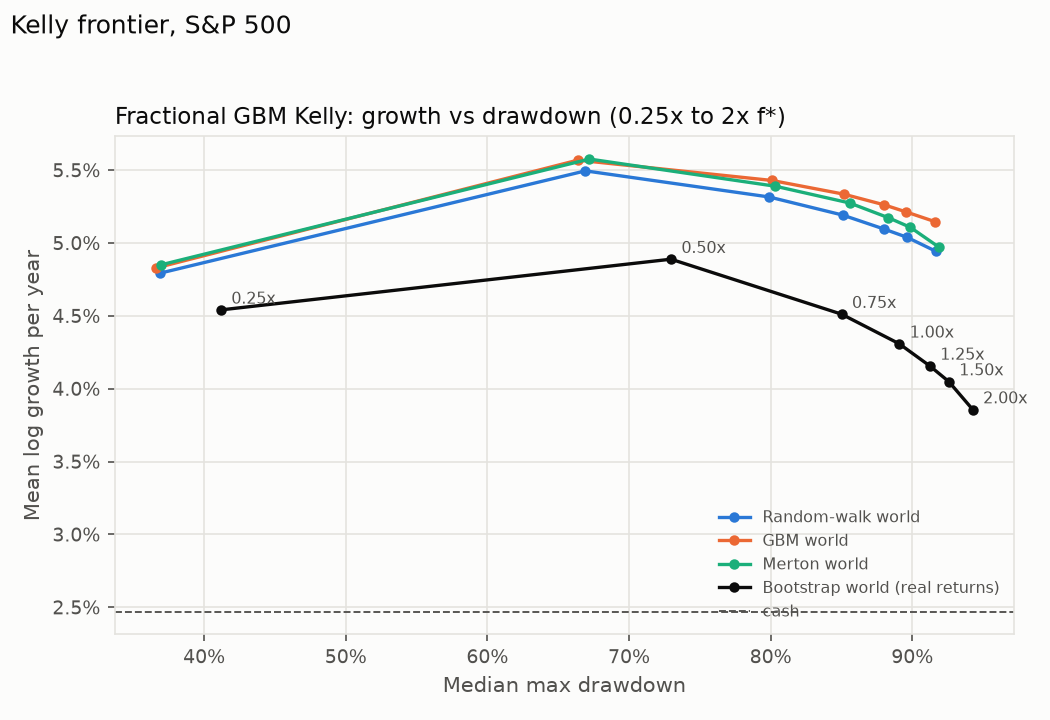 Kelly frontier, S&P 500
Fractional GBM Kelly: growth vs drawdown (0.25x to 2x f*)
Mean log growth per year
5.5%
5.0%
4.5%
4.0%
3.5%
3.0%
2.5%
0.25x
0.50x
0.75x
1.00x
1.25x
1.50x
2.00x
Random-walk world
GBM world
Merton world
Bootstrap world (real returns)
cash
40%
50%
60%
70%
80%
90%
Median max drawdown